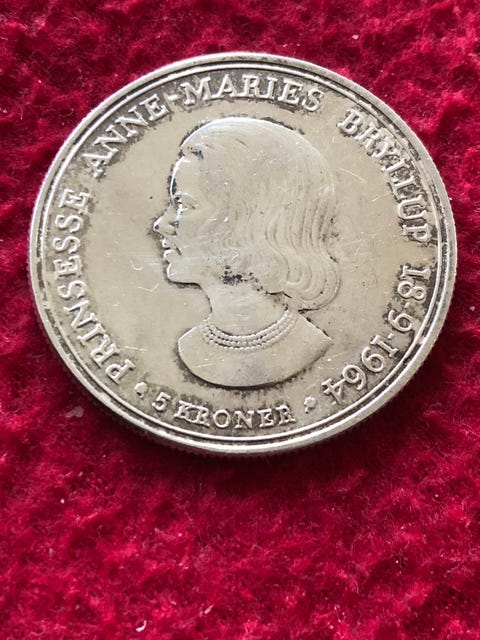 PRINSESSE ANNE-MARIES BRYLLUP 18-9-1964
• 5 KRONER •